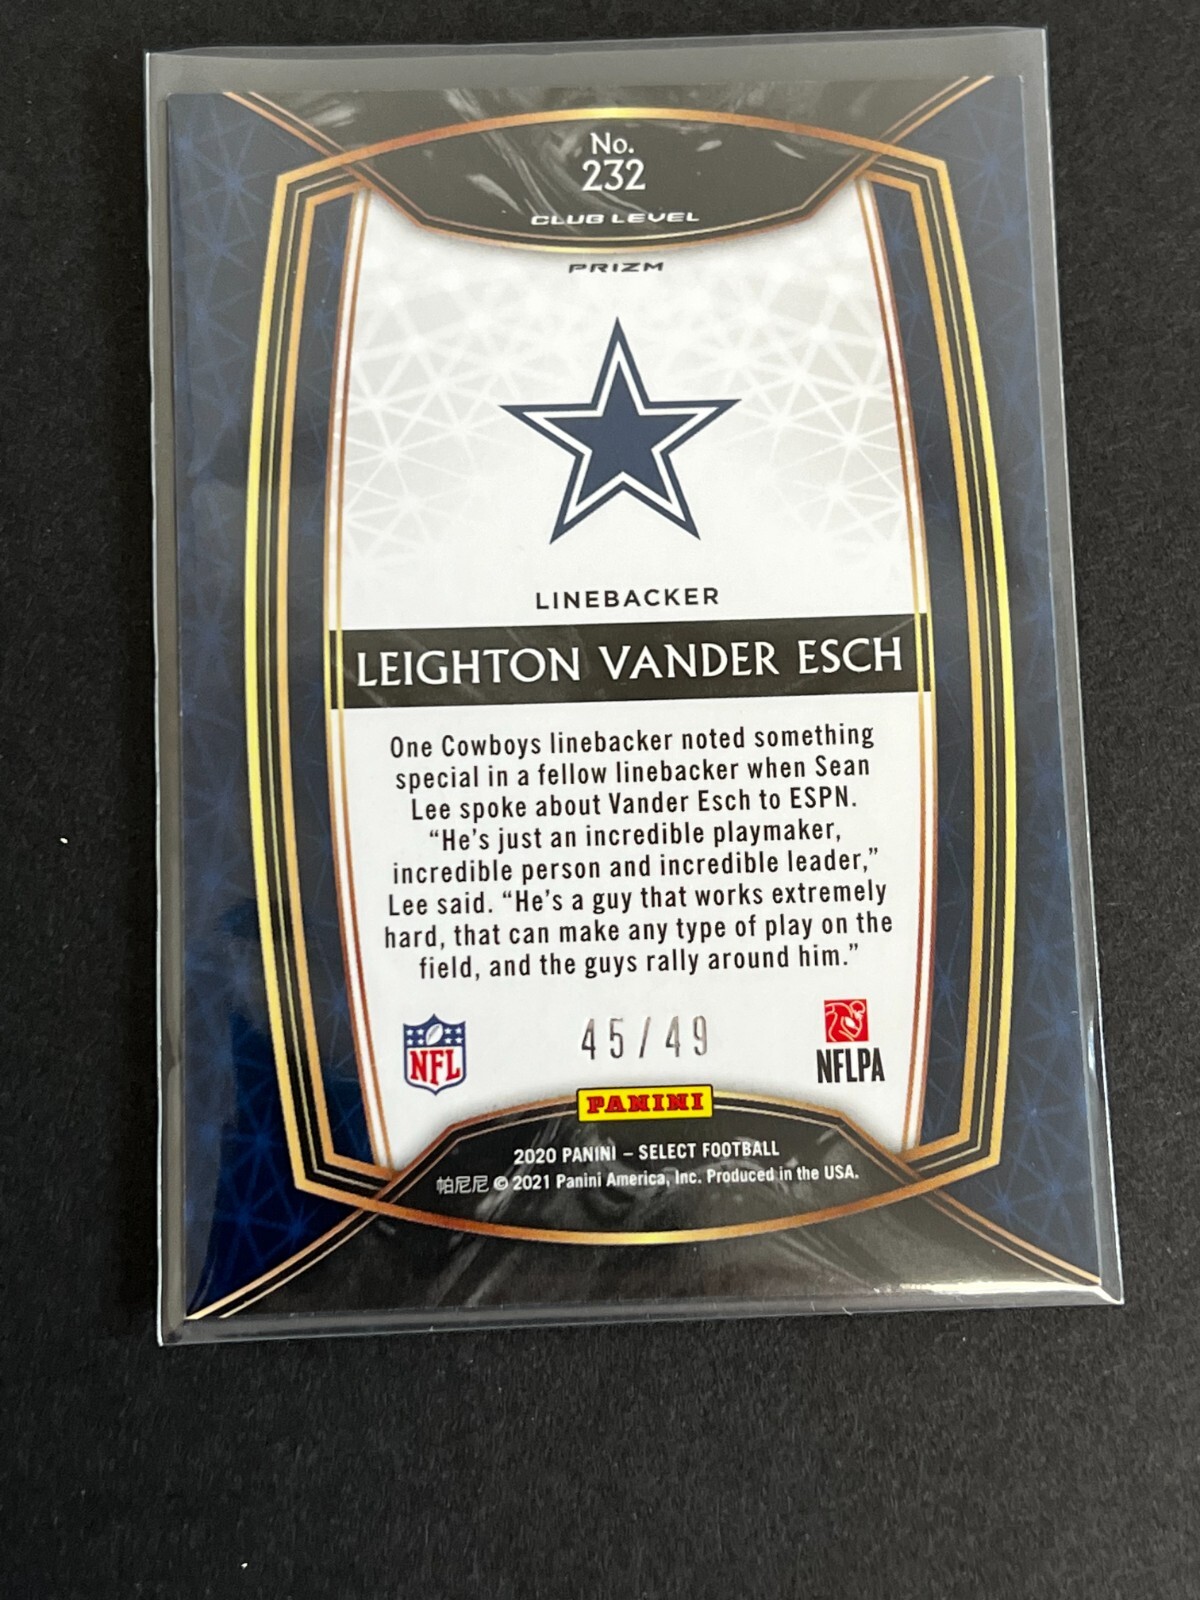 No.
232
CLUB LEVEL
PRIZM
LINEBACKER
LEIGHTON VANDER ESCH
One Cowboys linebacker noted something
special in a fellow linebacker when Sean
Lee spoke about Vander Esch to ESPN.
“He’s just an incredible playmaker,
incredible person and incredible leader,”
Lee said. “He’s a guy that works extremely
hard, that can make any type of play on the
field, and the guys rally around him.”
NFL
45/49
NFLPA
PANINI
2020 PANINI – SELECT FOOTBALL
帕尼尼 © 2021 Panini America, Inc. Produced in the USA.